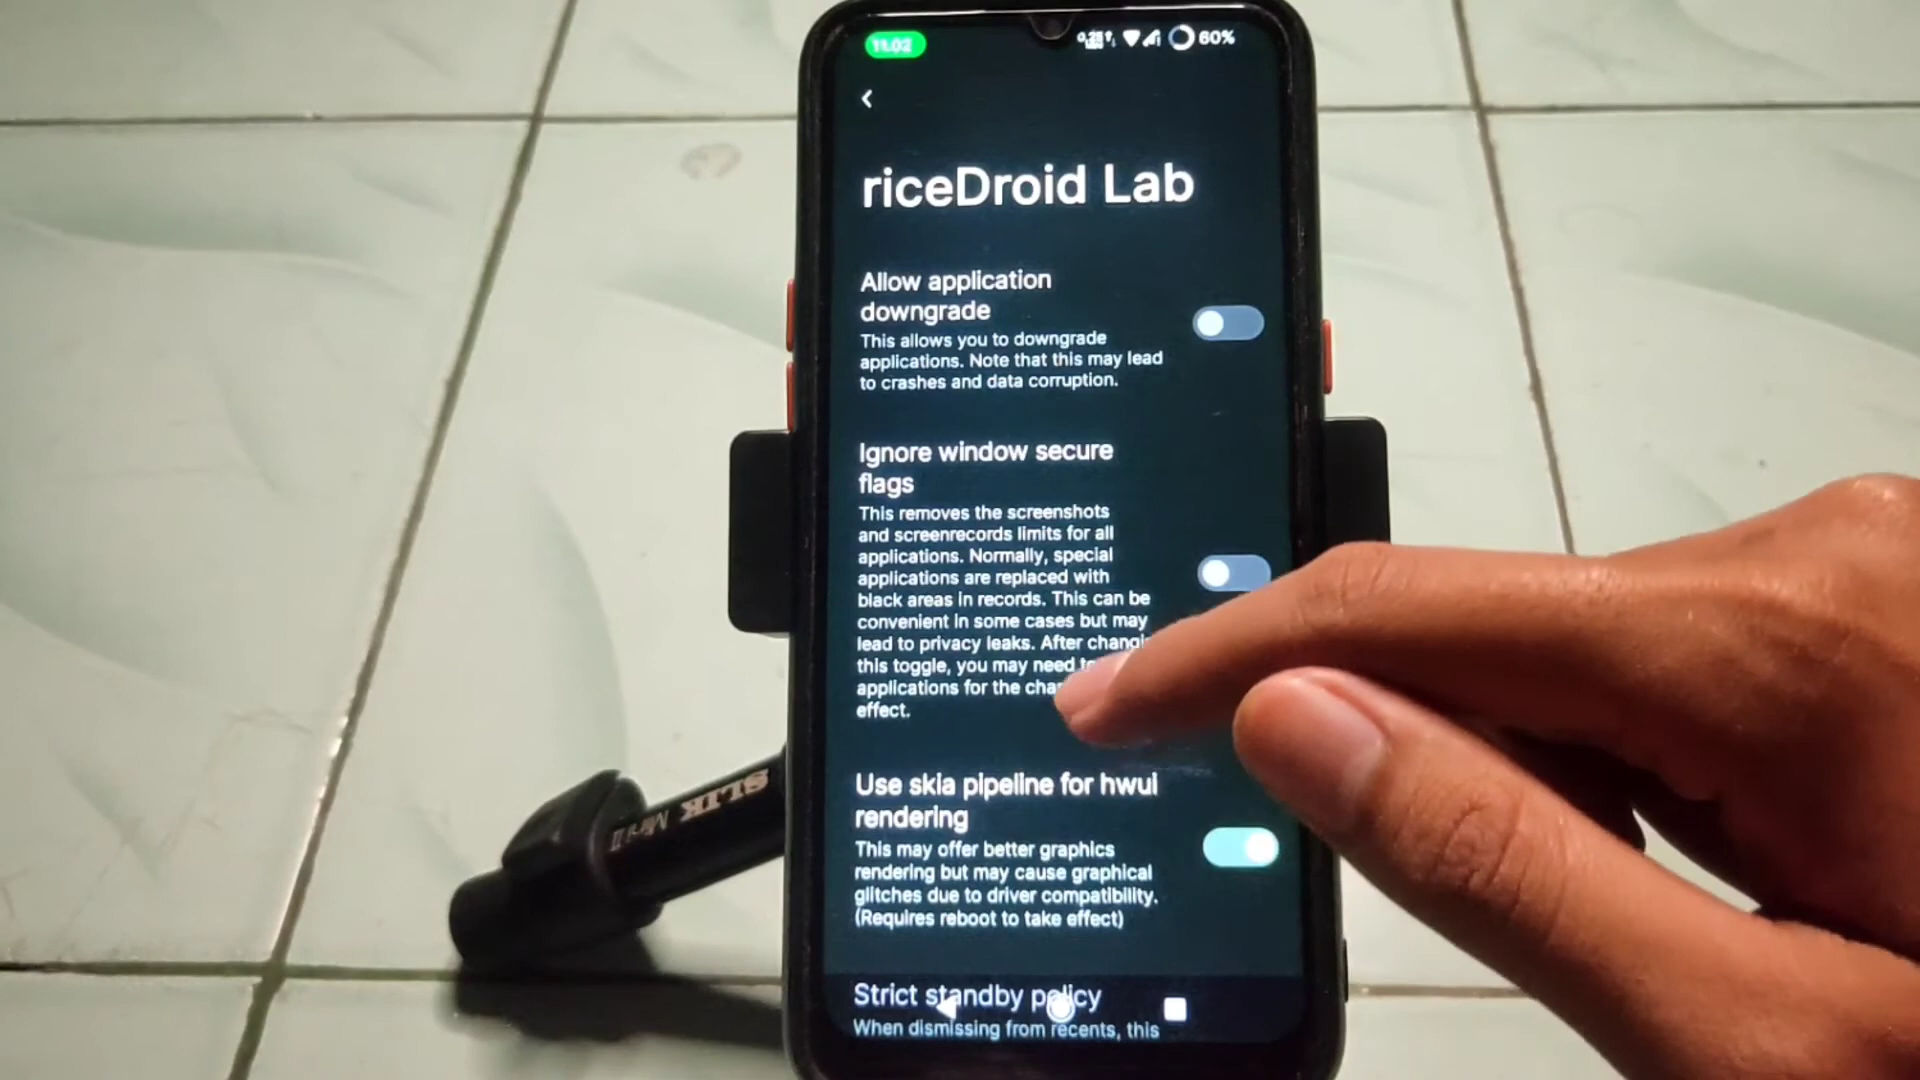 11.02
60%
riceDroid Lab
Allow application
downgrade
This allows you to downgrade
applications. Note that this may lead
to crashes and data corruption.
Ignore window secure
flags
This removes the screenshots
and screenrecords limits for all
applications. Normally, special
applications are replaced with
black areas in records. This can be
convenient in some cases but may
lead to privacy leaks. After
this toggle, you may need
applications for the
effect.
Use skia pipeline for hwui
rendering
This may offer better graphics
rendering but may cause graphical
glitches due to driver compatibility.
(Requires reboot to take effect)
Strict standby policy
When dismissing from recents, this
SLIK Mini II